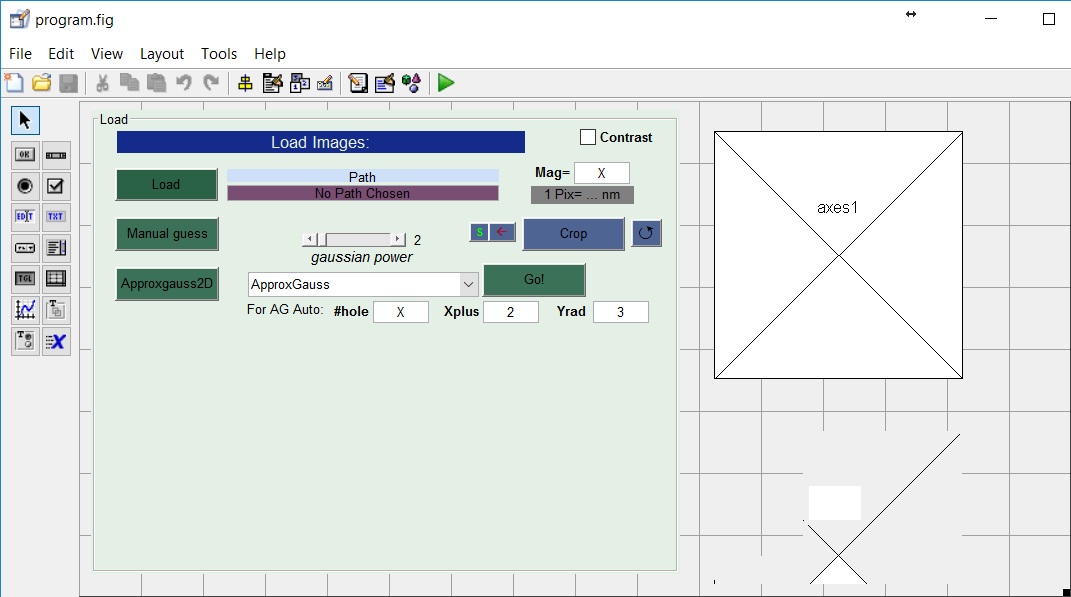 program.fig
File Edit View Layout Tools Help
Load
Load Images:
Contrast
Load
Path
No Path Chosen
Mag= X
1 Pix= ... nm
Manual guess
2
gaussian power
S
Crop
Approxgauss2D
ApproxGauss
Go!
For AG Auto: #hole X Xplus 2 Yrad 3
axes1
OK
EDIT
TXT
TGL